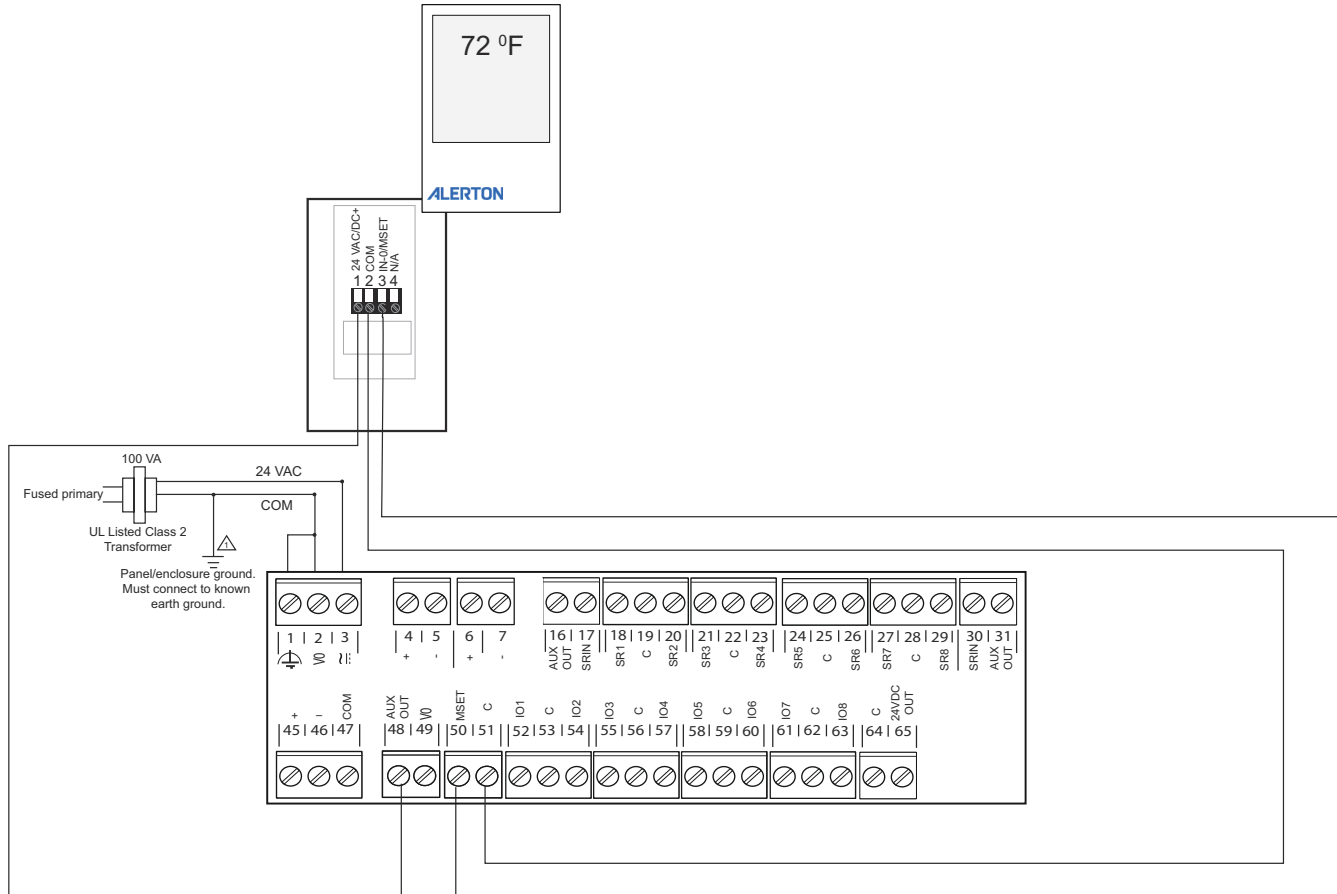 72 ⁰F
ALERTON
24 VAC/DC+
COM
IN-0/MSET
N/A
1 2 3 4
100 VA
24 VAC
Fused primary
COM
UL Listed Class 2
Transformer
1
Panel/enclosure ground.
Must connect to known
earth ground.
1 2 3 4 5 6 7 16 17 18 19 20 21 22 23 24 25 26 27 28 29 30 31
V0 + - + - AUX OUT SRIN SR1 C SR2 SR3 C SR4 SR5 C SR6 SR7 C SR8 SRIN AUX OUT
+ – COM AUX OUT V0 MSET C IO1 C IO2 IO3 C IO4 IO5 C IO6 IO7 C IO8 C 24VDC OUT
45 46 47 48 49 50 51 52 53 54 55 56 57 58 59 60 61 62 63 64 65